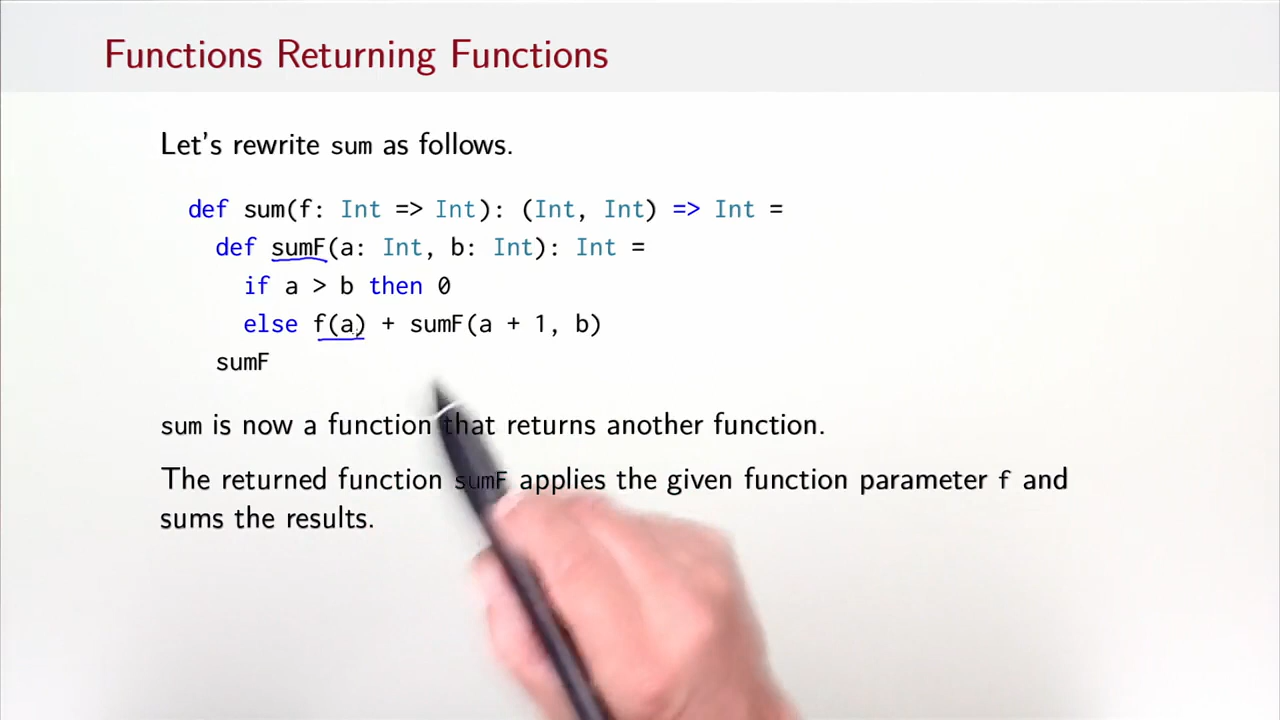 Functions Returning Functions
Let's rewrite sum as follows.
def sum(f: Int => Int): (Int, Int) => Int =
def sumF(a: Int, b: Int): Int =
if a > b then 0
else f(a) + sumF(a + 1, b)
sumF
sum is now a function that returns another function.
The returned function sumF applies the given function parameter f and
sums the results.